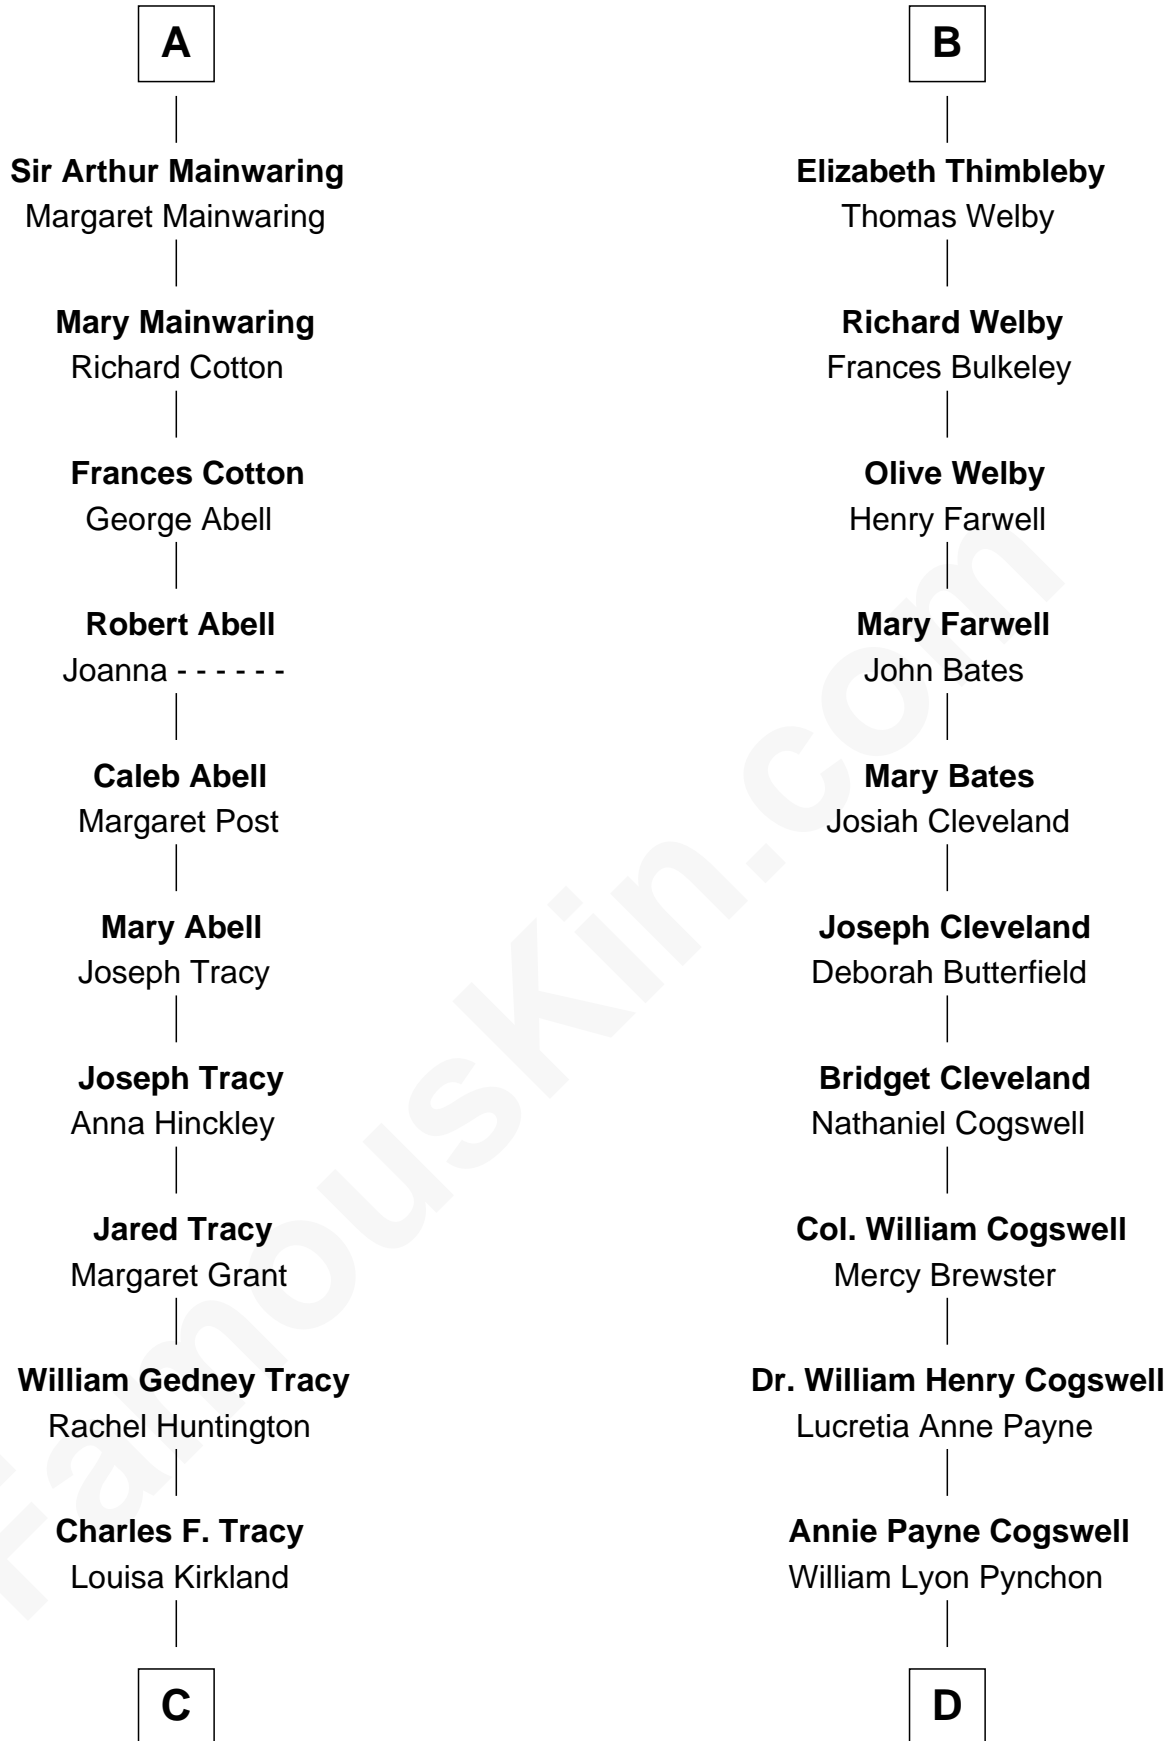 A
Sir Arthur Mainwaring
Margaret Mainwaring
Mary Mainwaring
Richard Cotton
Frances Cotton
George Abell
Robert Abell
Joanna - - - - - -
Caleb Abell
Margaret Post
Mary Abell
Joseph Tracy
Joseph Tracy
Anna Hinckley
Jared Tracy
Margaret Grant
William Gedney Tracy
Rachel Huntington
Charles F. Tracy
Louisa Kirkland
C
B
Elizabeth Thimbleby
Thomas Welby
Richard Welby
Frances Bulkeley
Olive Welby
Henry Farwell
Mary Farwell
John Bates
Mary Bates
Josiah Cleveland
Joseph Cleveland
Deborah Butterfield
Bridget Cleveland
Nathaniel Cogswell
Col. William Cogswell
Mercy Brewster
Dr. William Henry Cogswell
Lucretia Anne Payne
Annie Payne Cogswell
William Lyon Pynchon
D
FamousKin.com